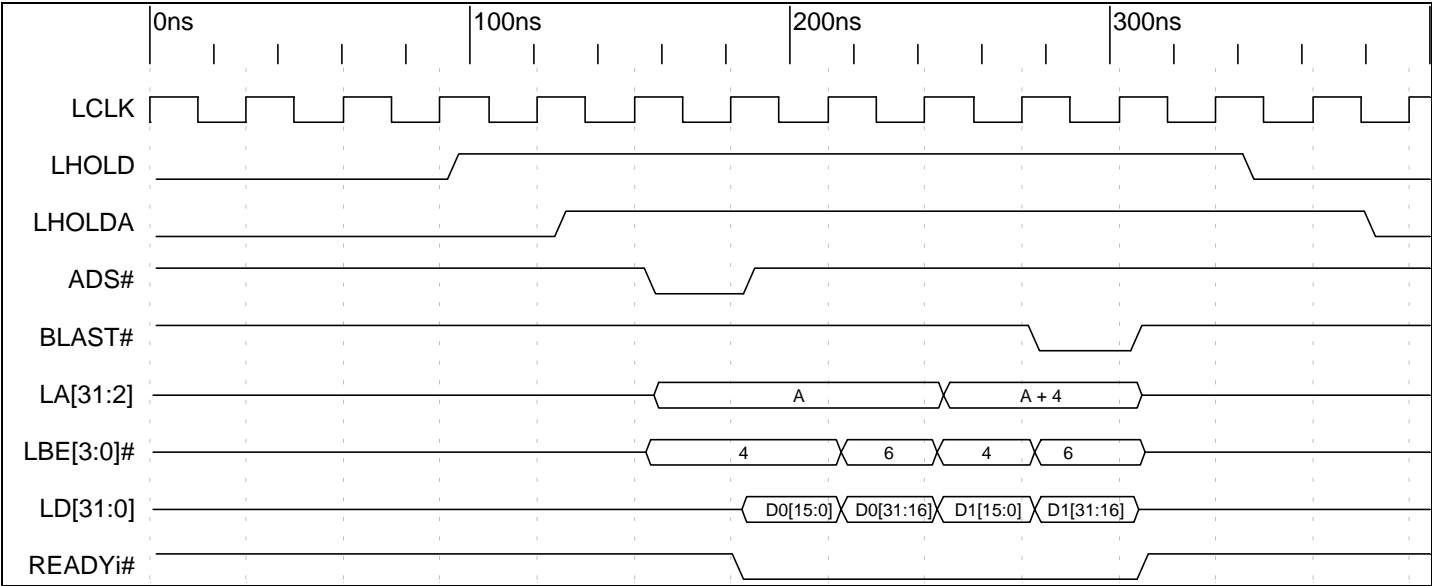 0ns 100ns 200ns 300ns
LCLK
LHOLD
LHOLDA
ADS#
BLAST#
LA[31:2] A A + 4
LBE[3:0]# 4 6 4 6
LD[31:0] D0[15:0] D0[31:16] D1[15:0] D1[31:16]
READYi#